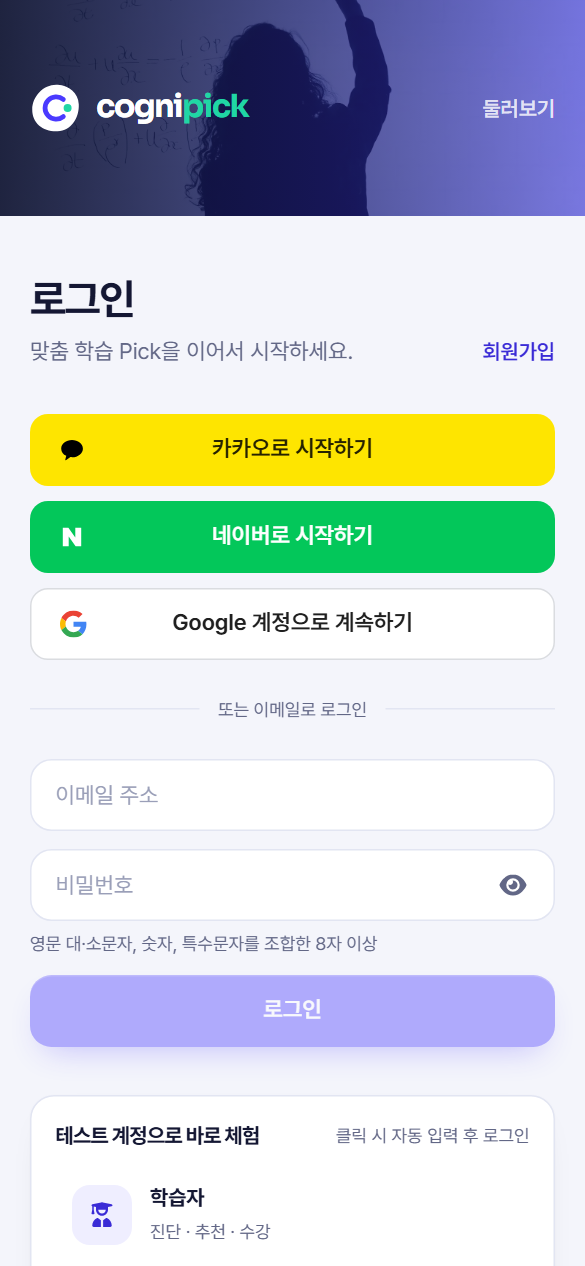 cognipick
둘러보기
로그인
맞춤 학습 Pick을 이어서 시작하세요.
회원가입
카카오로 시작하기
N
네이버로 시작하기
G
Google 계정으로 계속하기
또는 이메일로 로그인
이메일 주소
비밀번호
영문 대·소문자, 숫자, 특수문자를 조합한 8자 이상
로그인
테스트 계정으로 바로 체험
클릭 시 자동 입력 후 로그인
학습자
진단 · 추천 · 수강